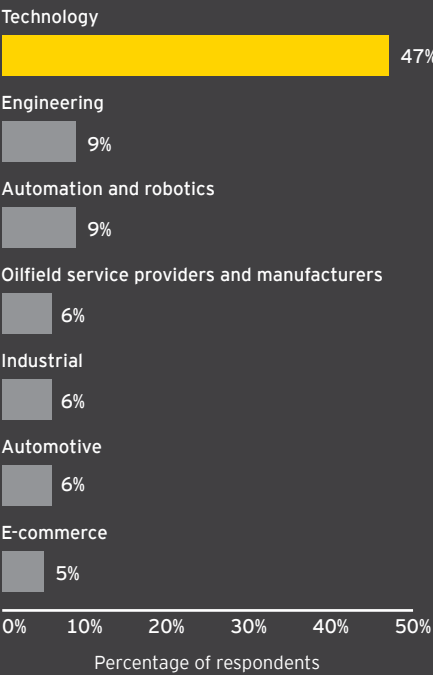 Technology
47%
Engineering
9%
Automation and robotics
9%
Oilfield service providers and manufacturers
6%
Industrial
6%
Automotive
6%
E-commerce
5%
0% 10% 20% 30% 40% 50%
Percentage of respondents